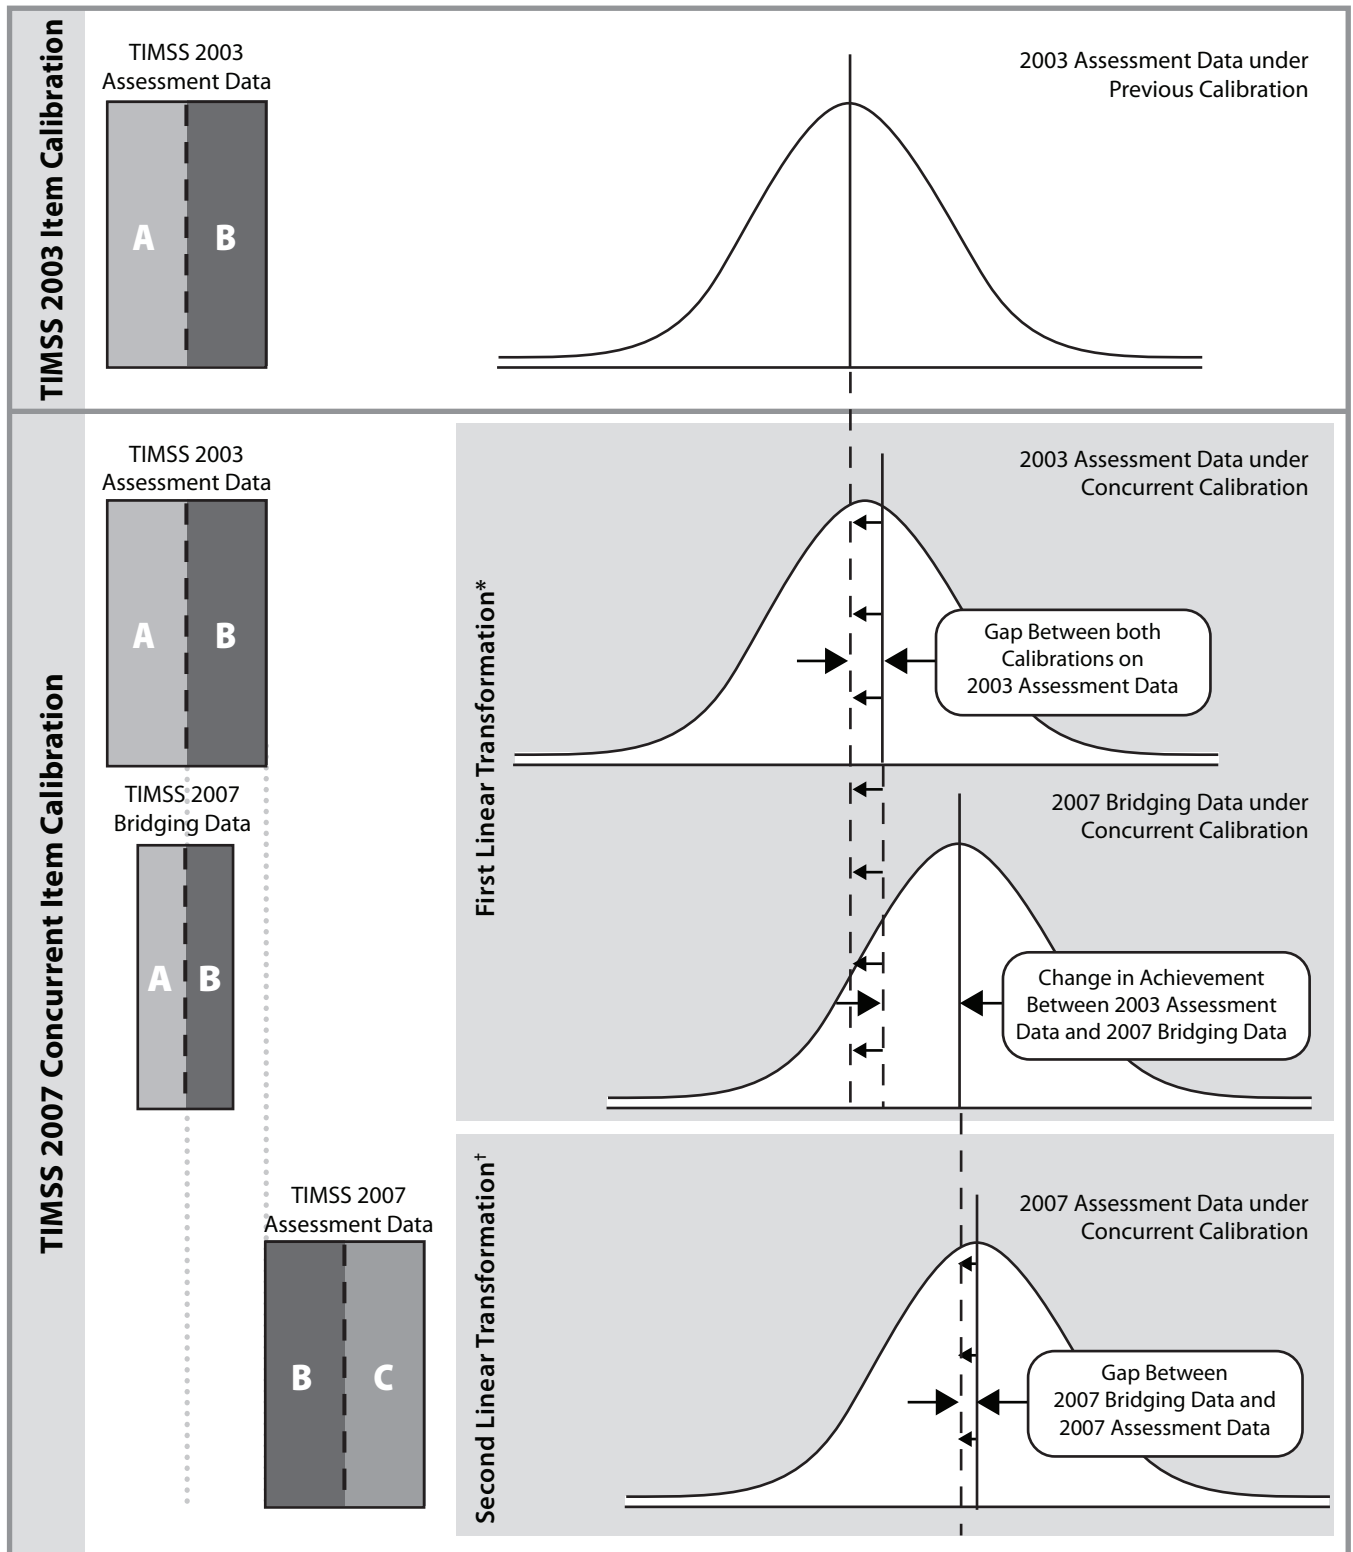 TIMSS 2003 Item Calibration
TIMSS 2003
Assessment Data
A B
2003 Assessment Data under
Previous Calibration
TIMSS 2007 Concurrent Item Calibration
TIMSS 2003
Assessment Data
A B
TIMSS 2007
Bridging Data
A B
TIMSS 2007
Assessment Data
B C
First Linear Transformation*
2003 Assessment Data under
Concurrent Calibration
Gap Between both
Calibrations on
2003 Assessment Data
2007 Bridging Data under
Concurrent Calibration
Change in Achievement
Between 2003 Assessment
Data and 2007 Bridging Data
Second Linear Transformation†
2007 Assessment Data under
Concurrent Calibration
Gap Between
2007 Bridging Data and
2007 Assessment Data